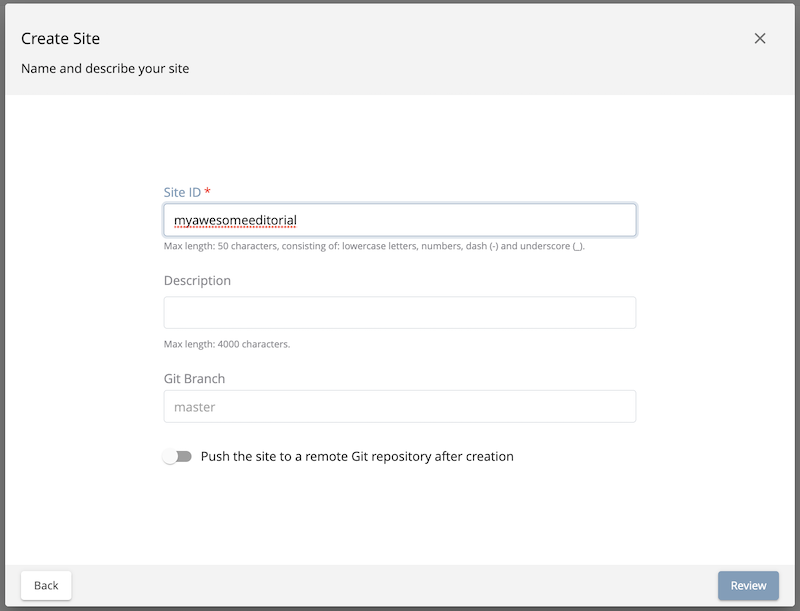 Create Site
Name and describe your site
Site ID *
myawesomeeditorial
Max length: 50 characters, consisting of: lowercase letters, numbers, dash (-) and underscore (_).
Description
Max length: 4000 characters.
Git Branch
master
Push the site to a remote Git repository after creation
Back
Review